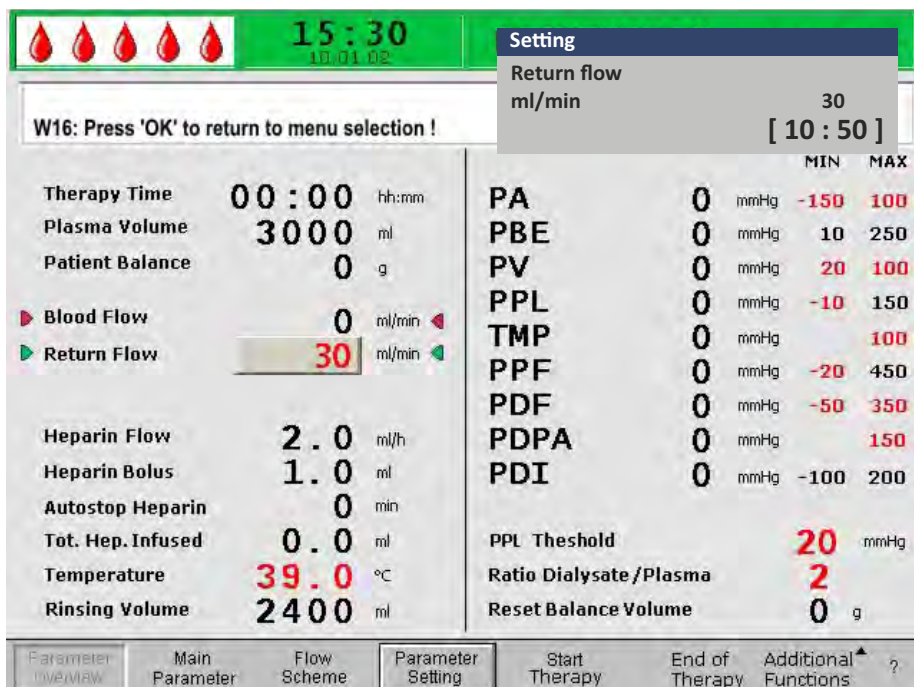 15:30
10.01.02
Setting
Return flow
ml/min 30
[ 10 : 50 ]
W16: Press 'OK' to return to menu selection !
MIN MAX
Therapy Time 00:00 hh:mm
Plasma Volume 3000 ml
Patient Balance 0 g
Blood Flow 0 ml/min
Return Flow 30 ml/min
Heparin Flow 2.0 ml/h
Heparin Bolus 1.0 ml
Autostop Heparin 0 min
Tot. Hep. Infused 0.0 ml
Temperature 39.0 °C
Rinsing Volume 2400 ml
PA 0 mmHg -150 100
PBE 0 mmHg 10 250
PV 0 mmHg 20 100
PPL 0 mmHg -10 150
TMP 0 mmHg 100
PPF 0 mmHg -20 450
PDF 0 mmHg -50 350
PDPA 0 mmHg 150
PDI 0 mmHg -100 200
PPL Theshold 20 mmHg
Ratio Dialysate/Plasma 2
Reset Balance Volume 0 g
Parameter Overview
Main Parameter
Flow Scheme
Parameter Setting
Start Therapy
End of Therapy
Additional Functions
?